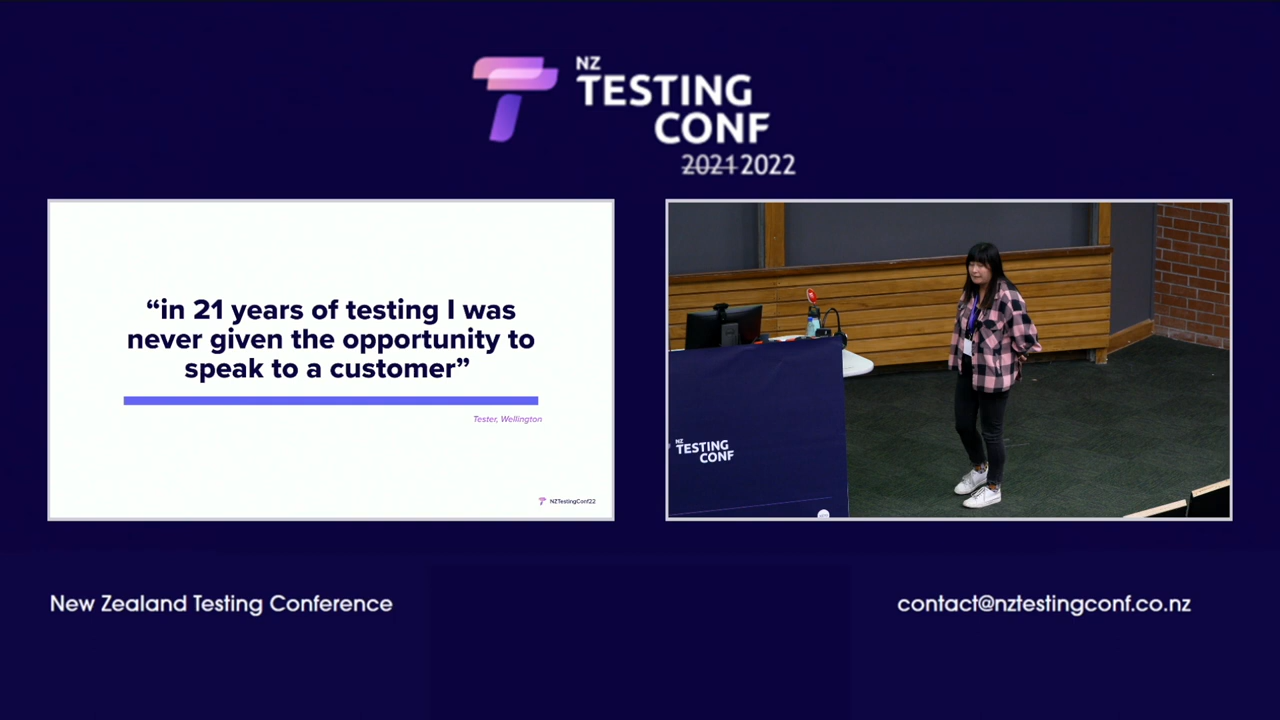 NZ
TESTING
CONF
2021 2022
“in 21 years of testing I was
never given the opportunity to
speak to a customer”
Tester, Wellington
NZTestingConf22
NZ
TESTING
CONF
New Zealand Testing Conference
contact@nztestingconf.co.nz